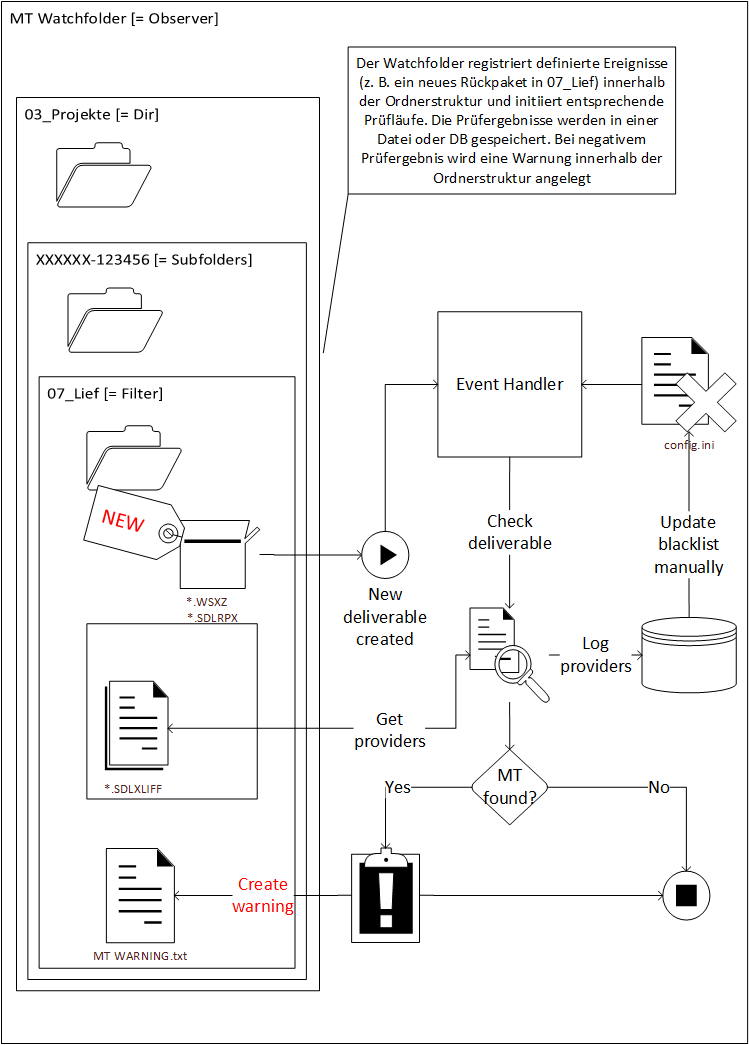 MT Watchfolder [= Observer]
Der Watchfolder registriert definierte Ereignisse
(z. B. ein neues Rückpaket in 07_Lief) innerhalb
der Ordnerstruktur und initiiert entsprechende
Prüfläufe. Die Prüfergebnisse werden in einer
Datei oder DB gespeichert. Bei negativem
Prüfergebnis wird eine Warnung innerhalb der
Ordnerstruktur angelegt
03_Projekte [= Dir]
XXXXXX-123456 [= Subfolders]
07_Lief [= Filter]
NEW
*.WSXZ
*.SDLRPX
New
deliverable
created
Event Handler
config.ini
Check
deliverable
Update
blacklist
manually
Log
providers
Get
providers
*.SDLXLIFF
MT
found?
Yes
No
Create
warning
MT WARNING.txt